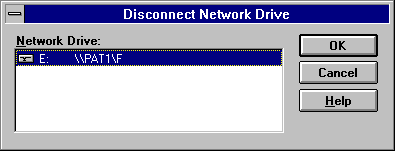 Disconnect Network Drive
Network Drive:
E: \\PAT1\F
OK
Cancel
Help